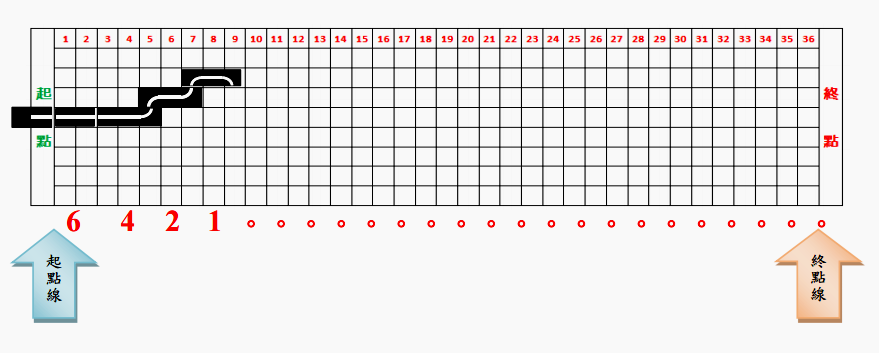 1 2 3 4 5 6 7 8 9 10 11 12 13 14 15 16 17 18 19 20 21 22 23 24 25 26 27 28 29 30 31 32 33 34 35 36
起點
終點
6 4 2 1 。 。 。 。 。 。 。 。 。 。 。 。 。 。 。 。 。 。 。 。
起點線
終點線